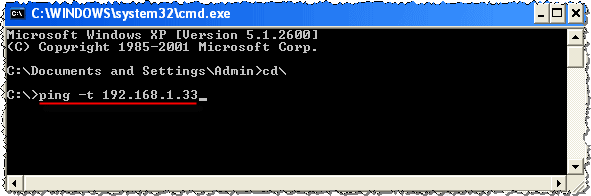 C:\WINDOWS\system32\cmd.exe
Microsoft Windows XP [Version 5.1.2600]
(C) Copyright 1985-2001 Microsoft Corp.
C:\Documents and Settings\Admin>cd\
C:\>ping -t 192.168.1.33_